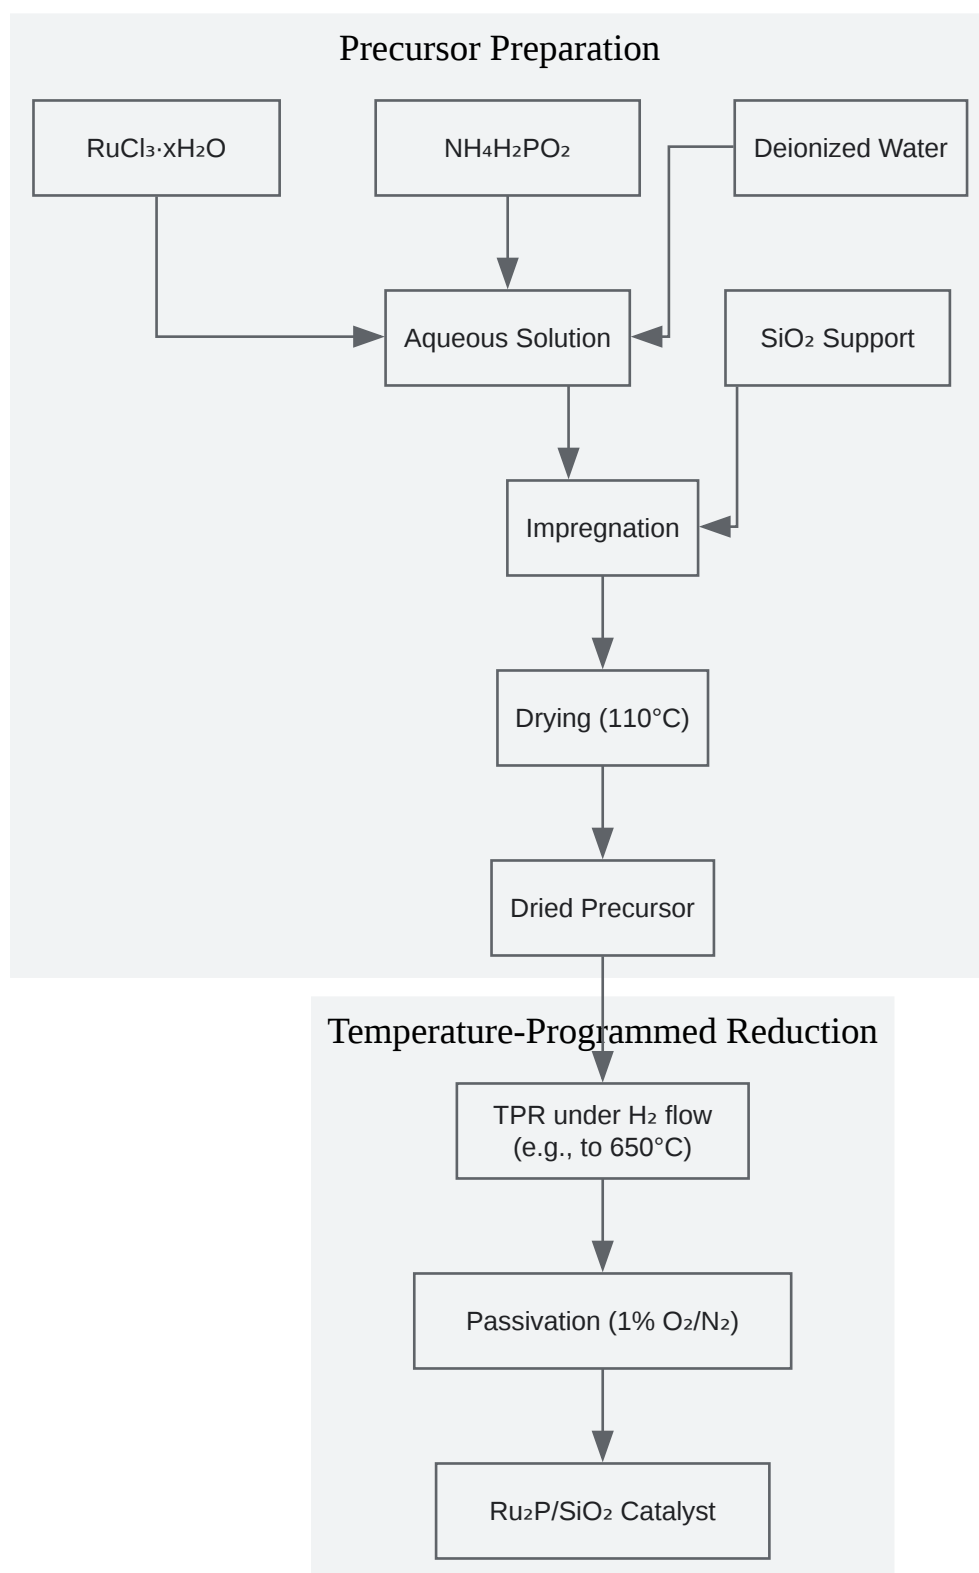 Precursor Preparation
RuCl₃·xH₂O
NH₄H₂PO₂
Deionized Water
Aqueous Solution
SiO₂ Support
Impregnation
Drying (110°C)
Dried Precursor
Temperature-Programmed Reduction
TPR under H₂ flow
(e.g., to 650°C)
Passivation (1% O₂/N₂)
Ru₂P/SiO₂ Catalyst